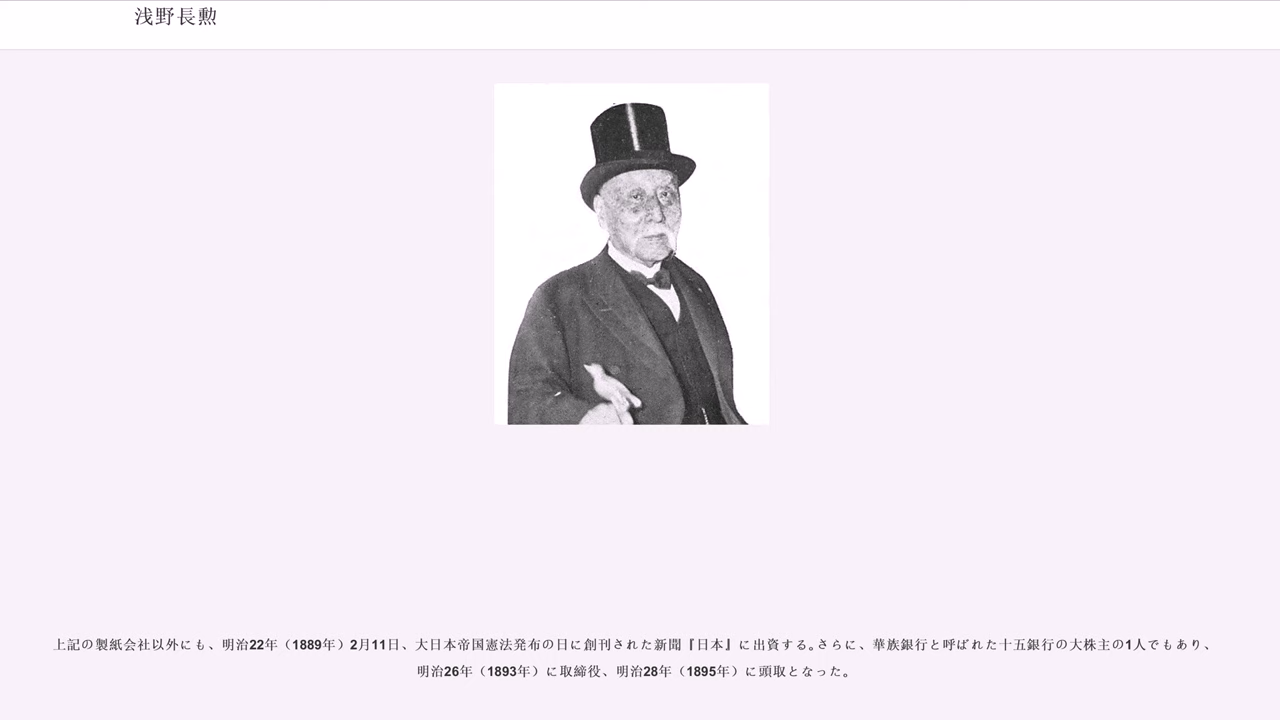 浅野長勲
上記の製紙会社以外にも、明治22年（1889年）2月11日、大日本帝国憲法発布の日に創刊された新聞『日本』に出資する。さらに、華族銀行と呼ばれた十五銀行の大株主の1人でもあり、
明治26年（1893年）に取締役、明治28年（1895年）に頭取となった。